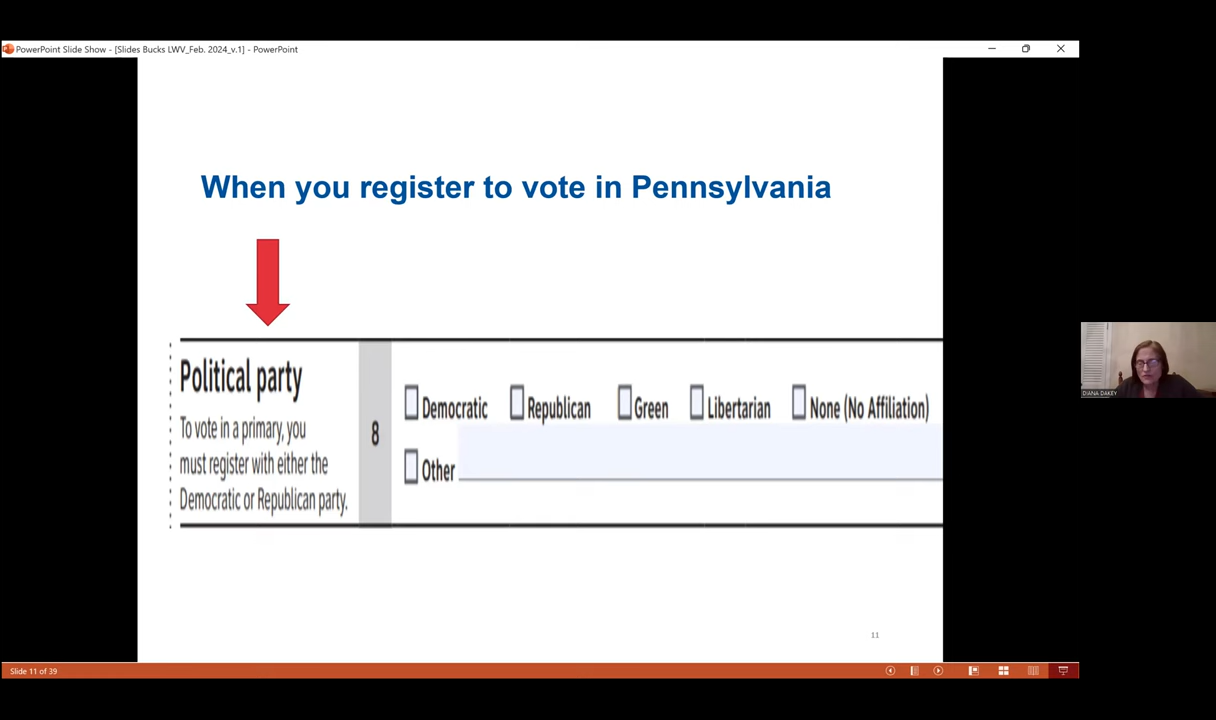 PowerPoint Slide Show - [Slides Bucks LWV_Feb. 2024_v.1] - PowerPoint
When you register to vote in Pennsylvania
Political party
To vote in a primary, you
must register with either the
Democratic or Republican party.
8
Democratic Republican Green Libertarian None (No Affiliation)
Other
DIANA DAKEY
11
Slide 11 of 39